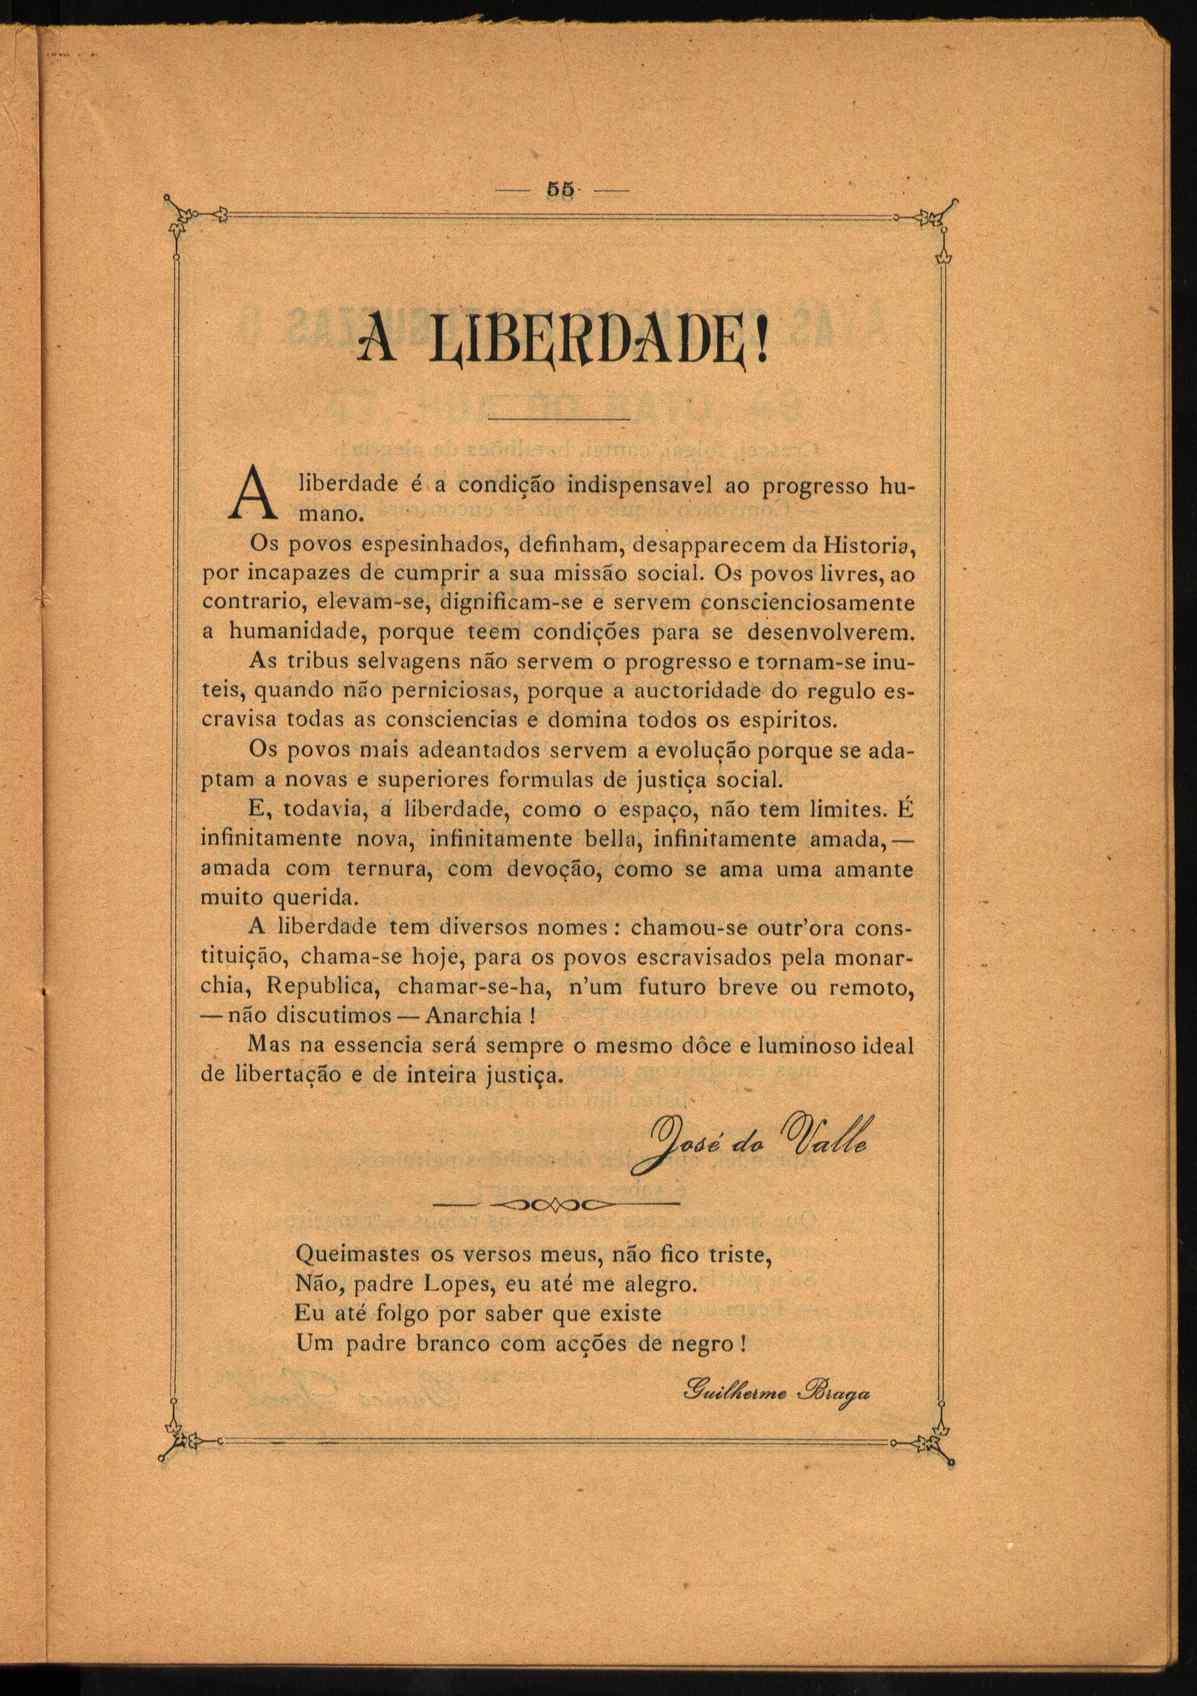 — 55 —
A LIBERDADE!
A liberdade é a condição indispensavel ao progresso hu-
mano.
Os povos espesinhados, definham, desapparecem da Historia,
por incapazes de cumprir a sua missão social. Os povos livres, ao
contrario, elevam-se, dignificam-se e servem conscienciosamente
a humanidade, porque teem condições para se desenvolverem.
As tribus selvagens não servem o progresso e tornam-se inu-
teis, quando não perniciosas, porque a auctoridade do regulo es-
cravisa todas as consciencias e domina todos os espiritos.
Os povos mais adeantados servem a evolução porque se ada-
ptam a novas e superiores formulas de justiça social.
E, todavia, a liberdade, como o espaço, não tem limites. É
infinitamente nova, infinitamente bella, infinitamente amada, —
amada com ternura, com devoção, como se ama uma amante
muito querida.
A liberdade tem diversos nomes : chamou-se outr'ora cons-
tituição, chama-se hoje, para os povos escravisados pela monar-
chia, Republica, chamar-se-ha, n'um futuro breve ou remoto,
— não discutimos — Anarchia !
Mas na essencia será sempre o mesmo dôce e luminoso ideal
de libertação e de inteira justiça.
José do Valle
Queimastes os versos meus, não fico triste,
Não, padre Lopes, eu até me alegro.
Eu até folgo por saber que existe
Um padre branco com acções de negro !
Guilherme Braga